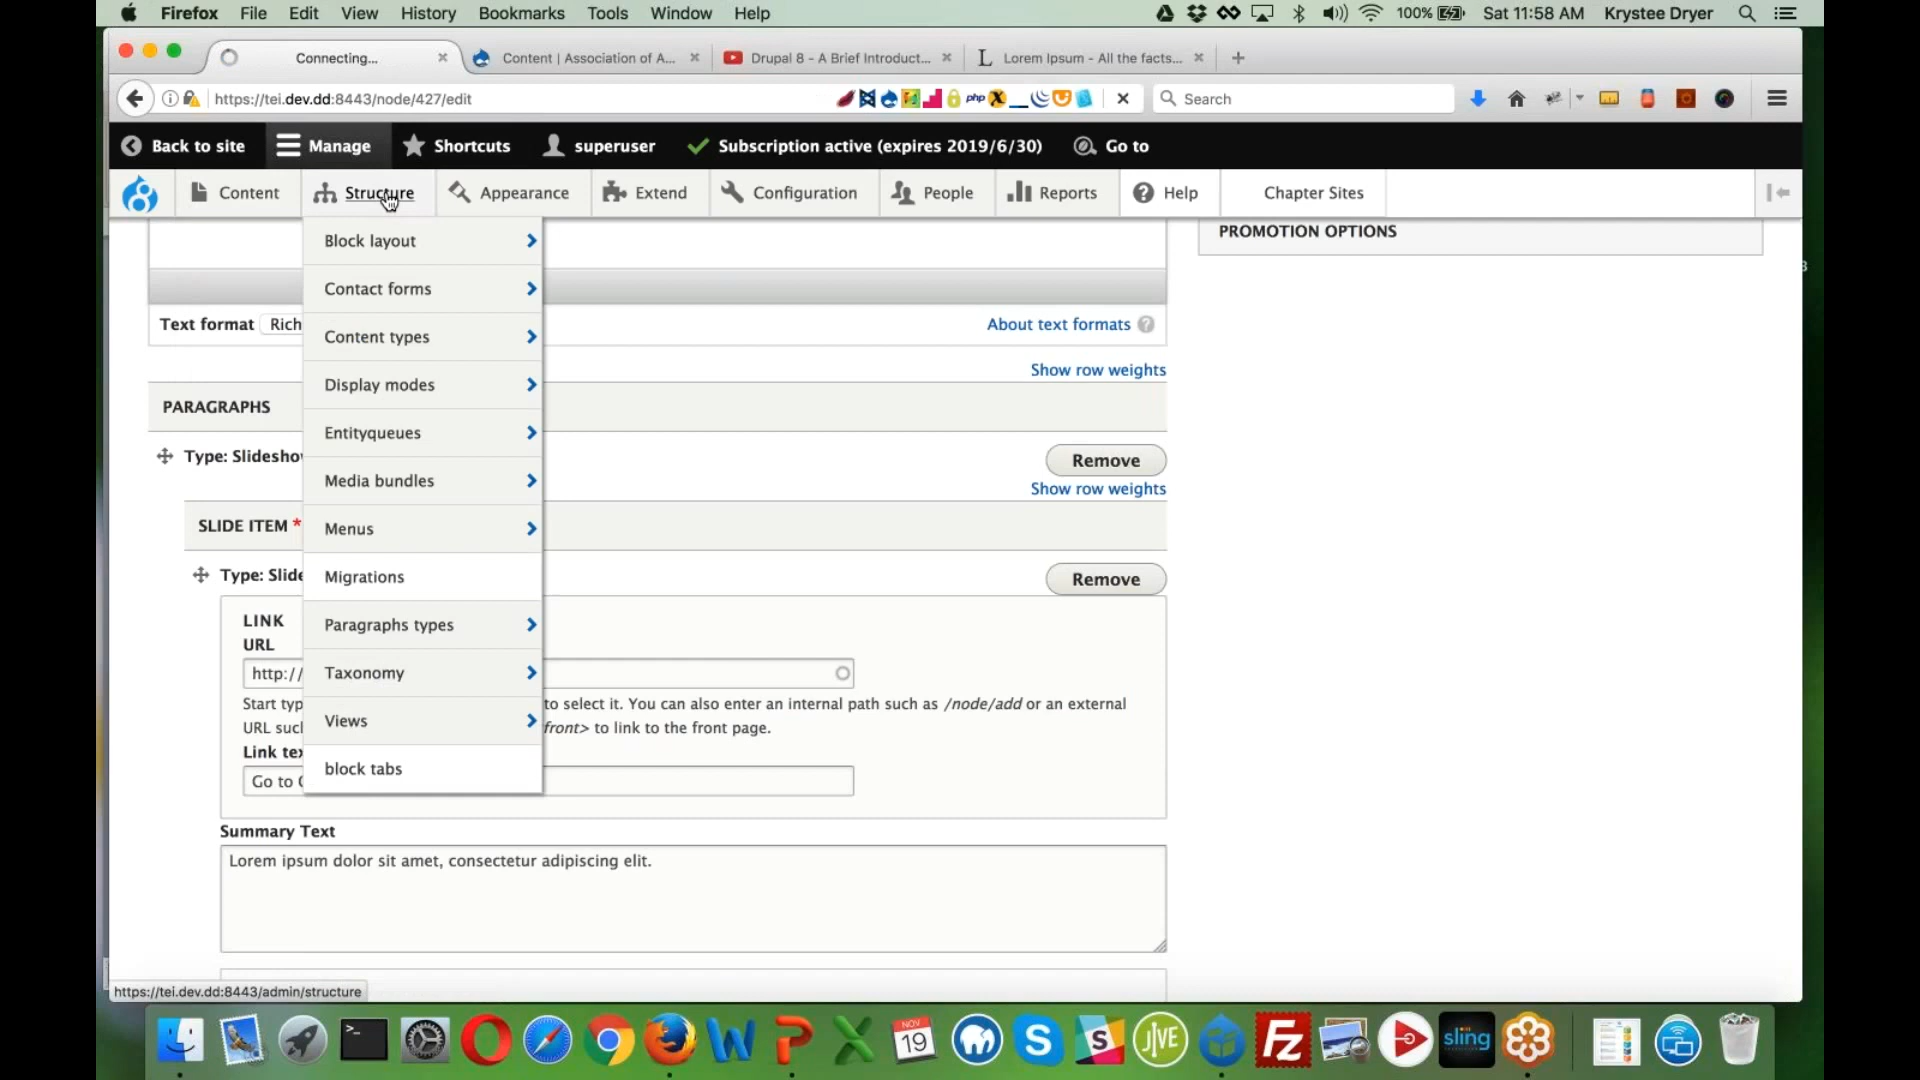 Firefox File Edit View History Bookmarks Tools Window Help 100% Sat 11:58 AM Krystee Dryer
Connecting... Content | Association of A... Drupal 8 - A Brief Introduct... Lorem Ipsum - All the facts...
https://tei.dev.dd:8443/node/427/edit php Search
Back to site Manage Shortcuts superuser Subscription active (expires 2019/6/30) Go to
Content Structure Appearance Extend Configuration People Reports Help Chapter Sites
PROMOTION OPTIONS
Block layout
Contact forms
Text format Rich About text formats
Content types
Show row weights
Display modes
PARAGRAPHS
Entityqueues
Type: Slidesho Remove
Media bundles
Show row weights
SLIDE ITEM *
Menus
Type: Slide Remove
Migrations
LINK
Paragraphs types
URL
http://
Taxonomy
Start typ to select it. You can also enter an internal path such as /node/add or an external
URL suc front> to link to the front page.
Views
Link te
block tabs
Go to
Summary Text
Lorem ipsum dolor sit amet, consectetur adipiscing elit.
https://tei.dev.dd:8443/admin/structure
NOV
19
JIVE
sling